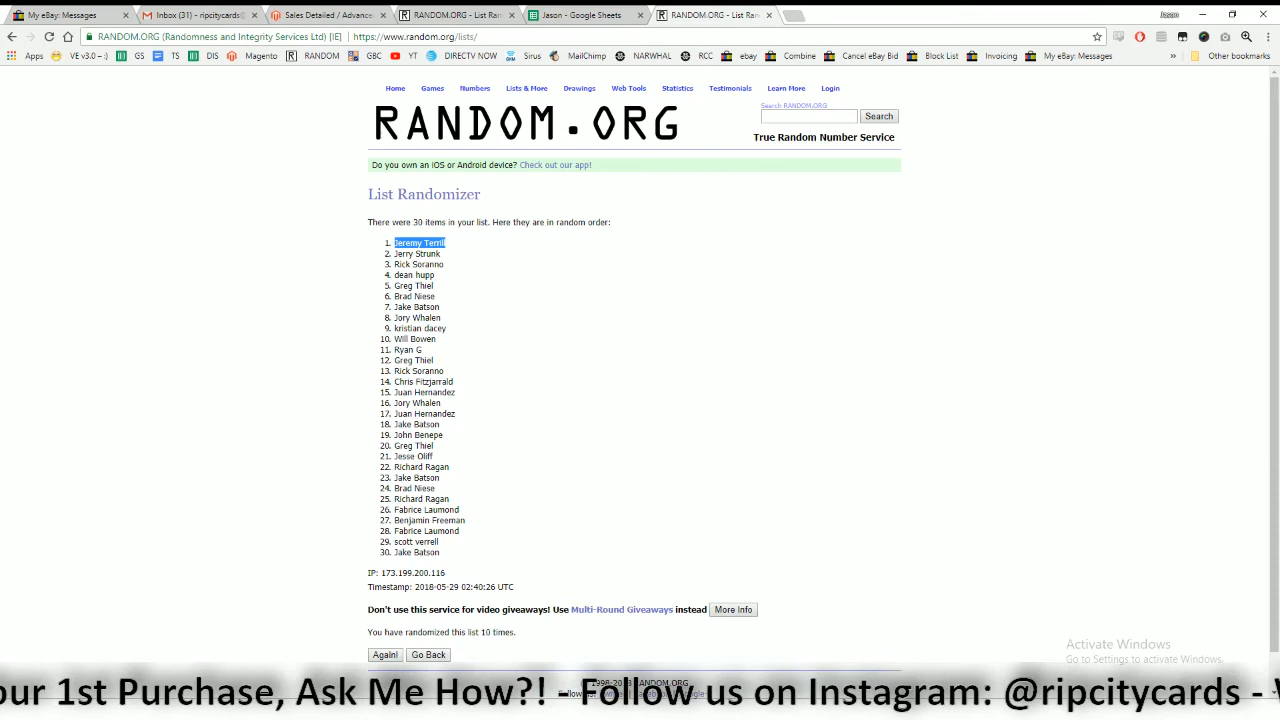 My eBay: Messages
Inbox (31) - ripcitycards@
Sales Detailed / Advance
RANDOM.ORG - List Ran
Jason - Google Sheets
RANDOM.ORG - List Ran
Jason
RANDOM.ORG (Randomness and Integrity Services Ltd) [IE] https://www.random.org/lists/
Apps VE v3.0 -- :) GS DIS Magento RANDOM GBC YT DIRECTV NOW Sirus MailChimp NARWHAL RCC ebay Combine Cancel eBay Bid Block List Invoicing My eBay: Messages » Other bookmarks
Home Games Numbers Lists & More Drawings Web Tools Statistics Testimonials Learn More Login
Search RANDOM.ORG
RANDOM.ORG
Search
True Random Number Service
Do you own an iOS or Android device? Check out our app!
List Randomizer
There were 30 items in your list. Here they are in random order:
1. Jeremy Terrill
2. Jerry Strunk
3. Rick Soranno
4. dean hupp
5. Greg Thiel
6. Brad Niese
7. Jake Batson
8. Jory Whalen
9. kristian dacey
10. Will Bowen
11. Ryan G
12. Greg Thiel
13. Rick Soranno
14. Chris Fitzjarrald
15. Juan Hernandez
16. Jory Whalen
17. Juan Hernandez
18. Jake Batson
19. John Benepe
20. Greg Thiel
21. Jesse Oliff
22. Richard Ragan
23. Jake Batson
24. Brad Niese
25. Richard Ragan
26. Fabrice Laumond
27. Benjamin Freeman
28. Fabrice Laumond
29. scott verrell
30. Jake Batson
IP: 173.199.200.116
Timestamp: 2018-05-29 02:40:26 UTC
Don't use this service for video giveaways! Use Multi-Round Giveaways instead More Info
You have randomized this list 10 times.
Again! Go Back
Activate Windows
Go to Settings to activate Windows.
our 1st Purchase, Ask Me How?! - Follow us on Instagram: @ripcitycards -